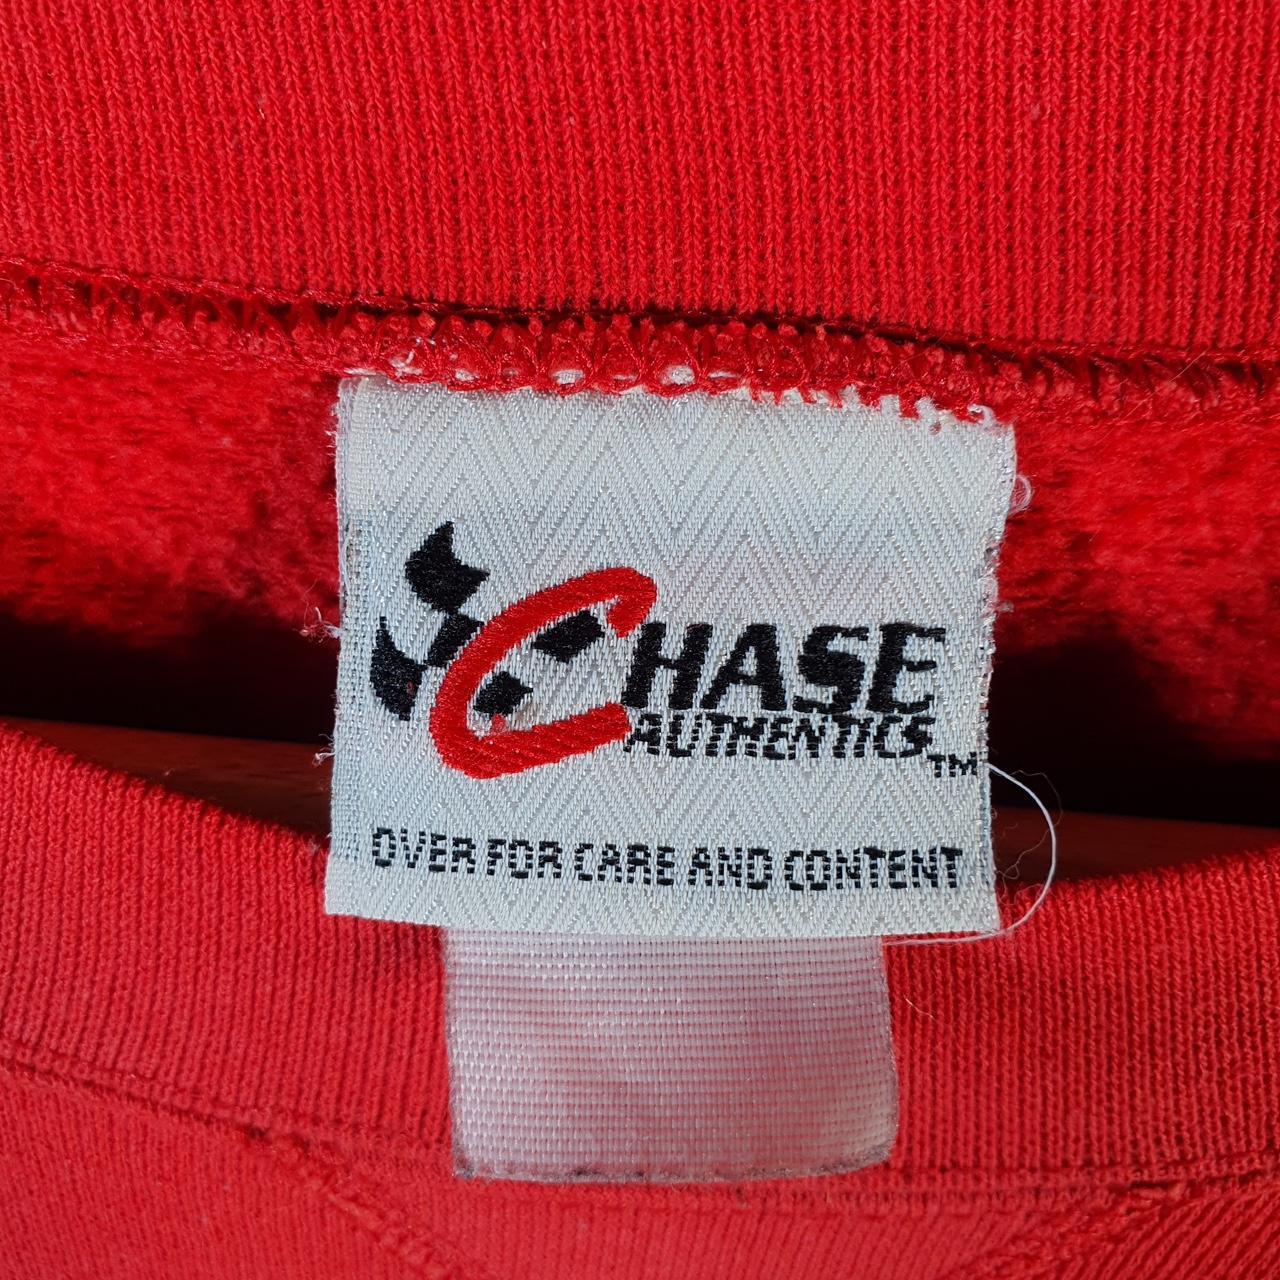 CHASE
AUTHENTICS™
OVER FOR CARE AND CONTENT